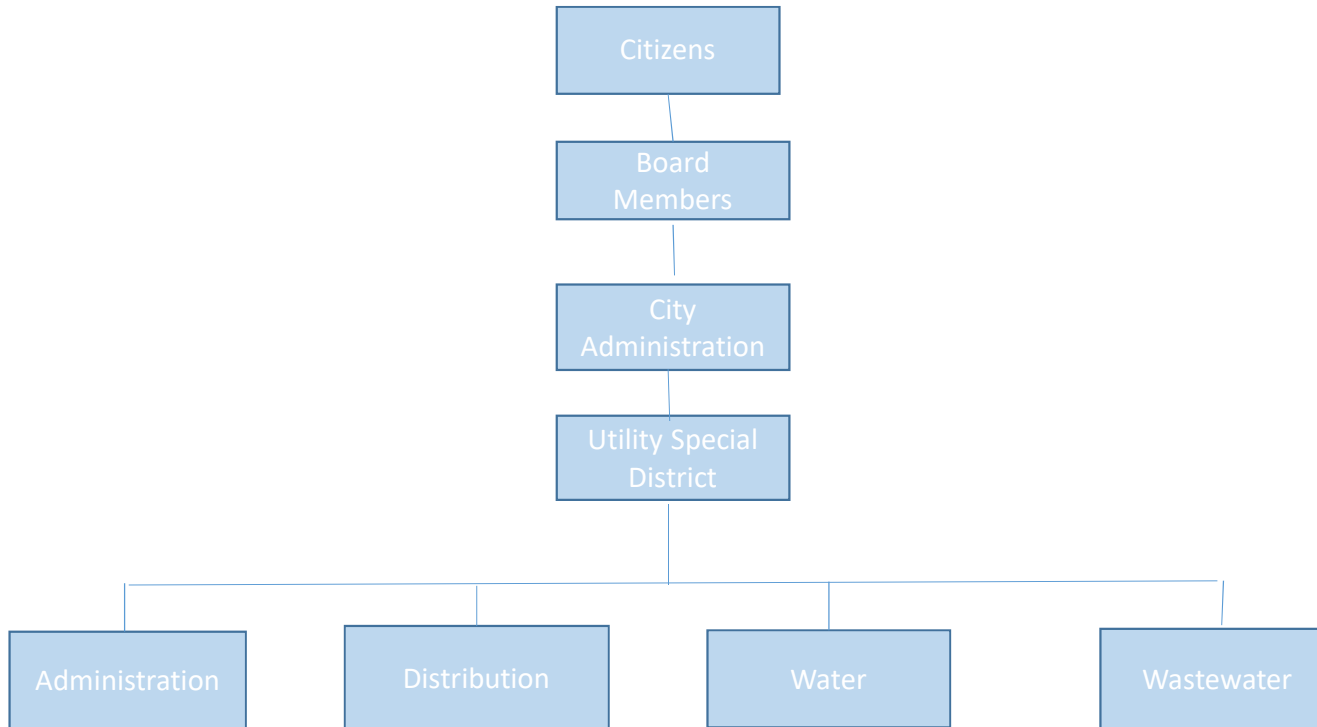 Citizens
Board
Members
City
Administration
Utility Special
District
Administration
Distribution
Water
Wastewater